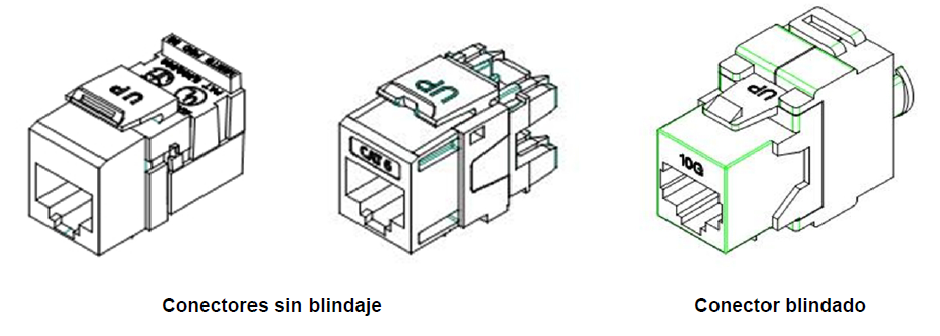 UP
UP
CAT 6
UP
10G
Conectores sin blindaje
Conector blindado